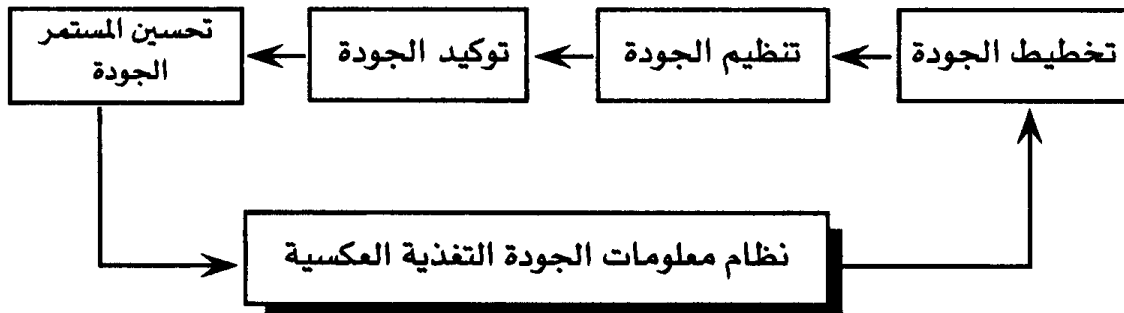 تخطيط الجودة
تنظيم الجودة
توكيد الجودة
تحسين المستمر
الجودة
نظام معلومات الجودة التغذية العكسية